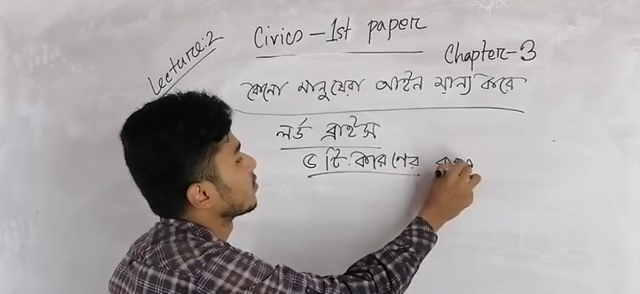 Lecture:2
Civics – 1st paper
Chapter-3
কেনো মানুষেরা আইন মান্য করে
লর্ড ব্রাইস
৫ টি কারণের